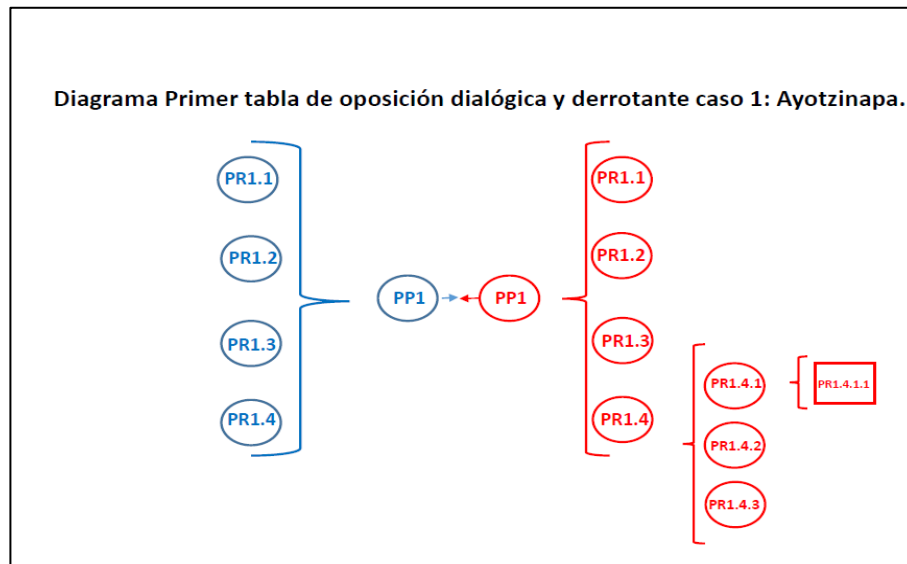 Diagrama Primer tabla de oposición dialógica y derrotante caso 1: Ayotzinapa.
PR1.1
PR1.2
PR1.3
PR1.4
PP1
PP1
PR1.1
PR1.2
PR1.3
PR1.4
PR1.4.1
PR1.4.2
PR1.4.3
PR1.4.1.1